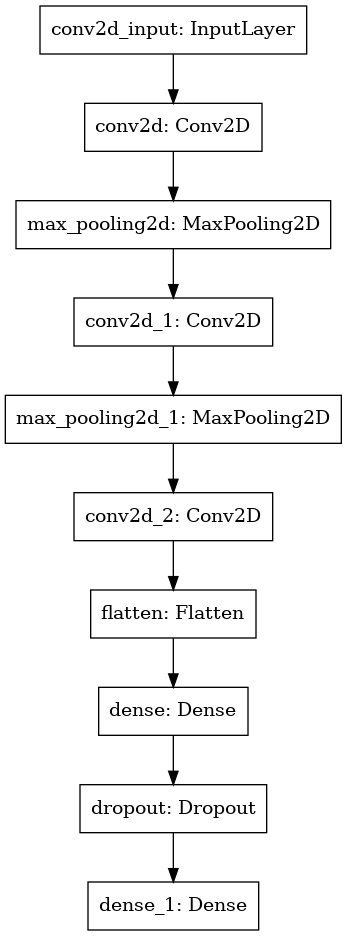 conv2d_input: InputLayer
conv2d: Conv2D
max_pooling2d: MaxPooling2D
conv2d_1: Conv2D
max_pooling2d_1: MaxPooling2D
conv2d_2: Conv2D
flatten: Flatten
dense: Dense
dropout: Dropout
dense_1: Dense